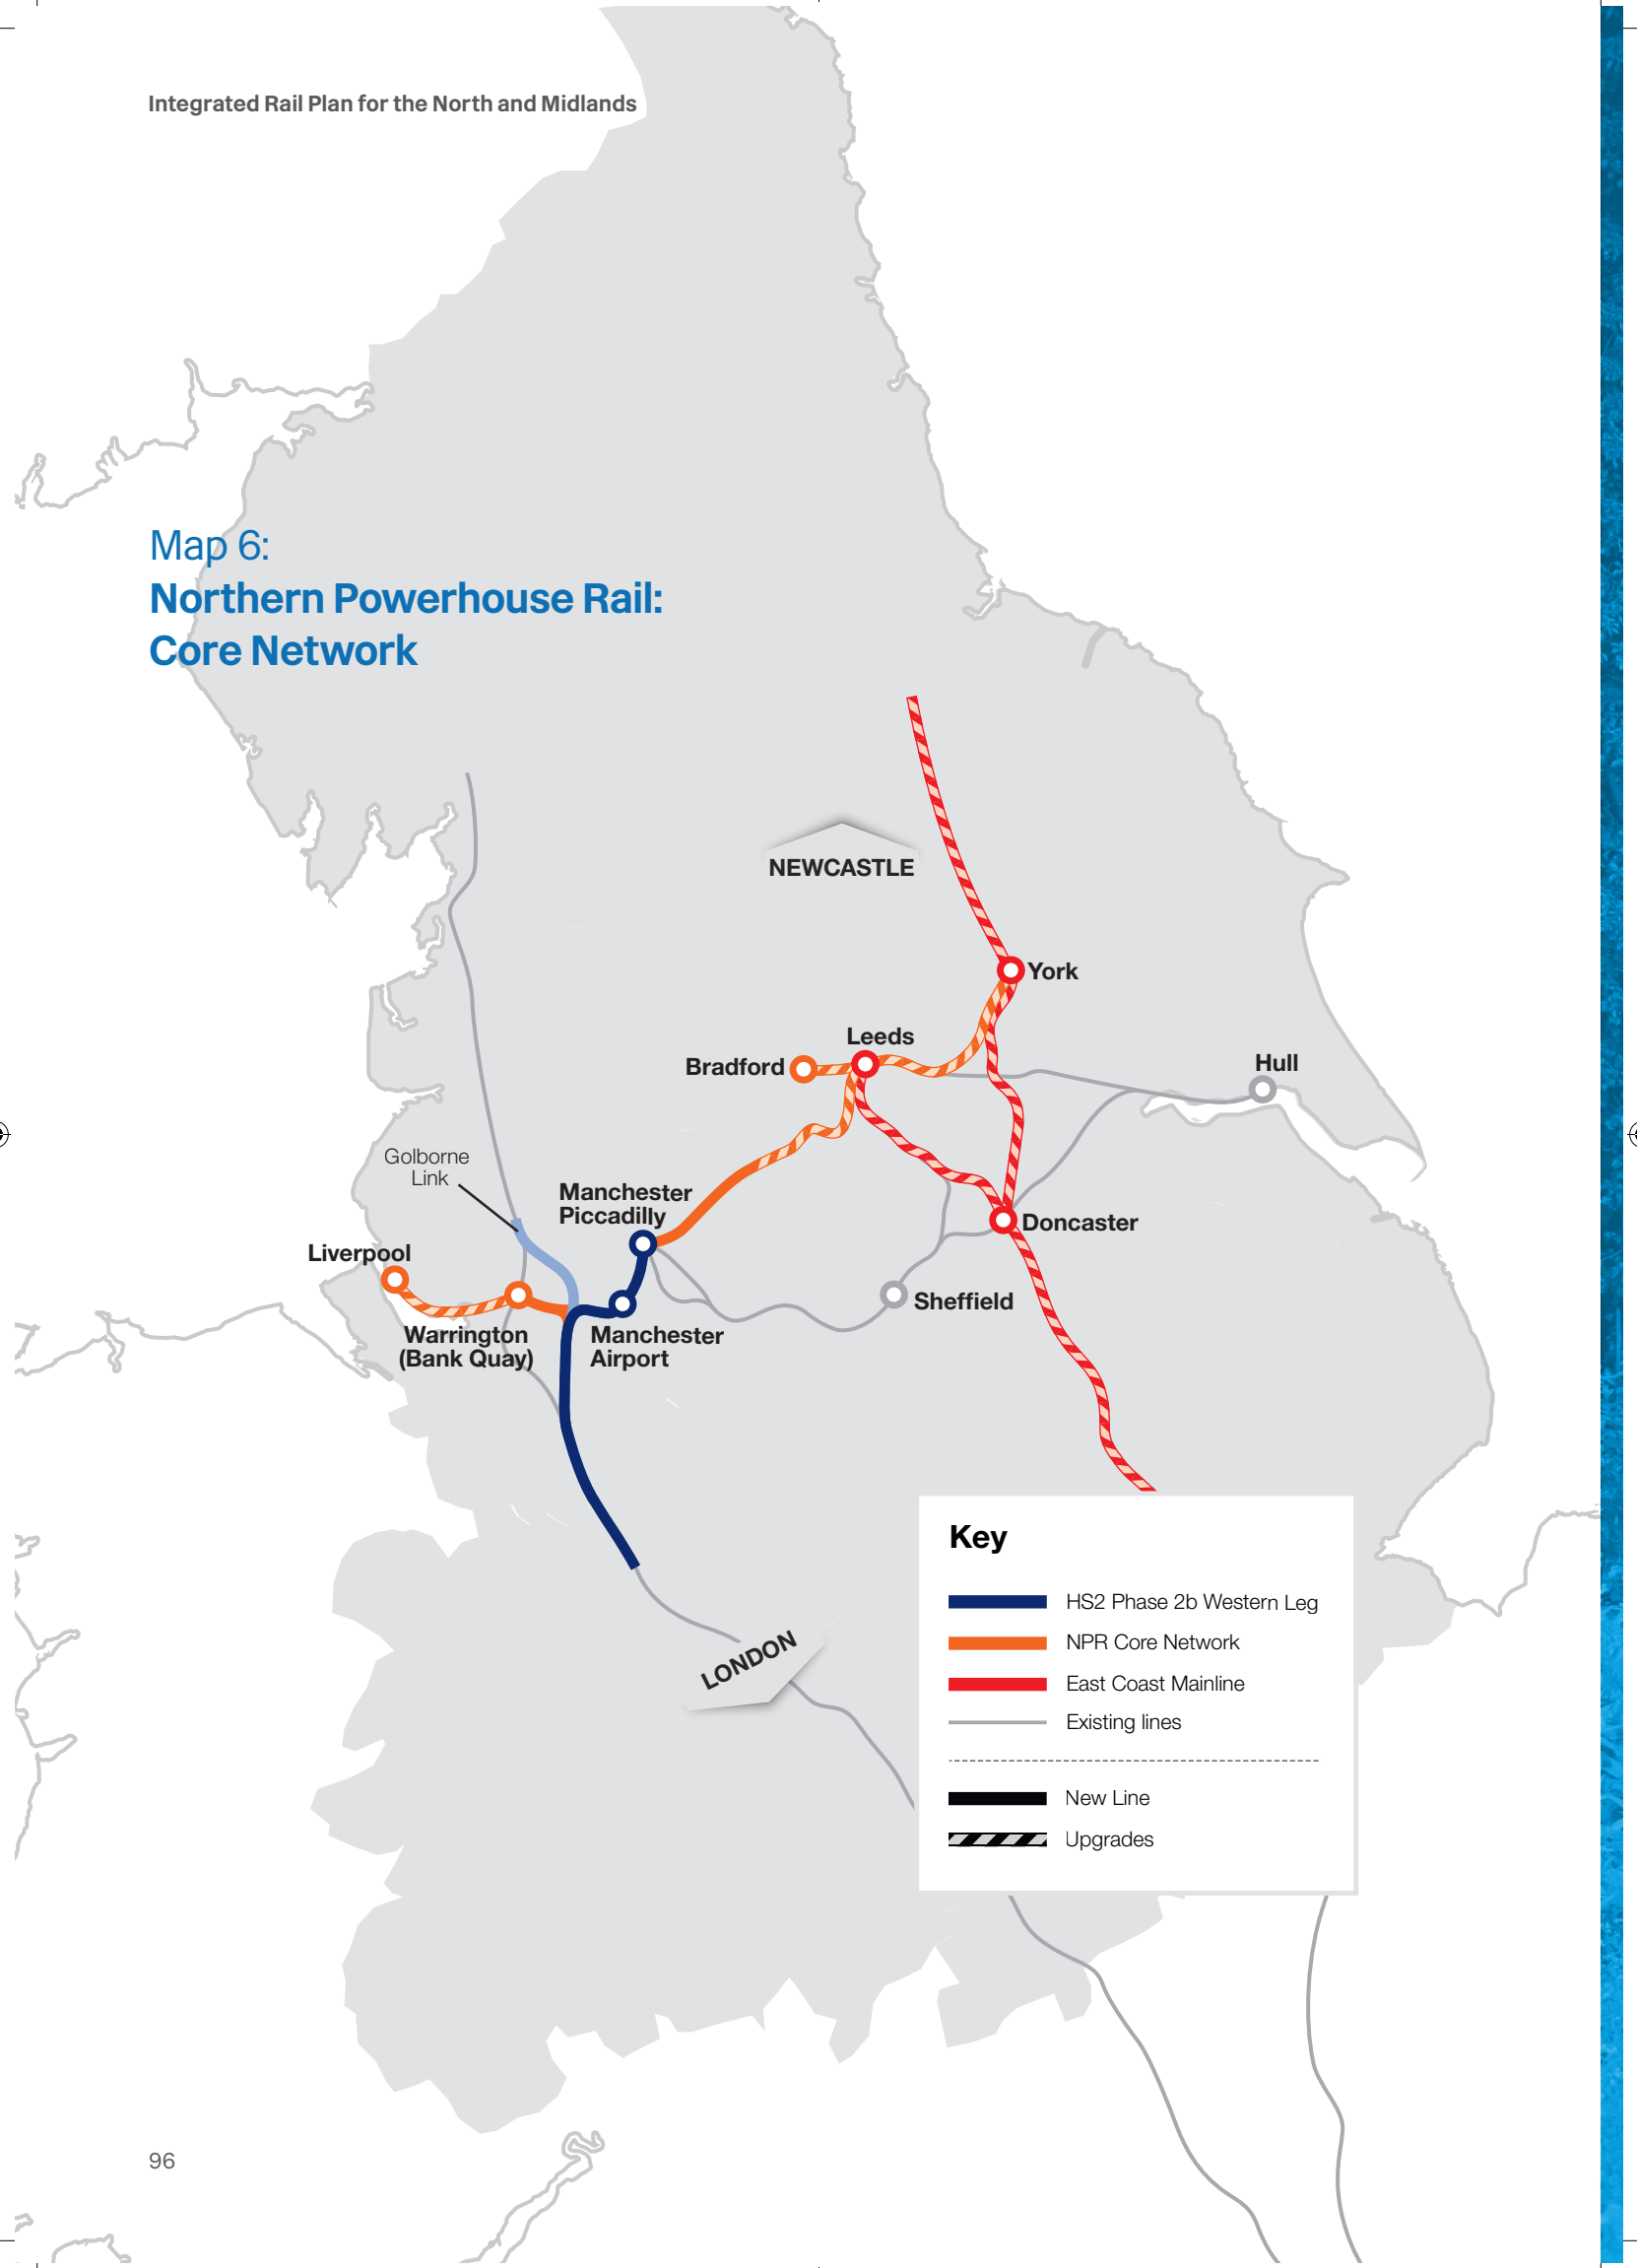 Integrated Rail Plan for the North and Midlands
Map 6:
Northern Powerhouse Rail:
Core Network
NEWCASTLE
York
Leeds
Bradford
Hull
Golborne
Link
Manchester
Piccadilly
Doncaster
Liverpool
Sheffield
Warrington
(Bank Quay)
Manchester
Airport
LONDON
Key
HS2 Phase 2b Western Leg
NPR Core Network
East Coast Mainline
Existing lines
New Line
Upgrades
96